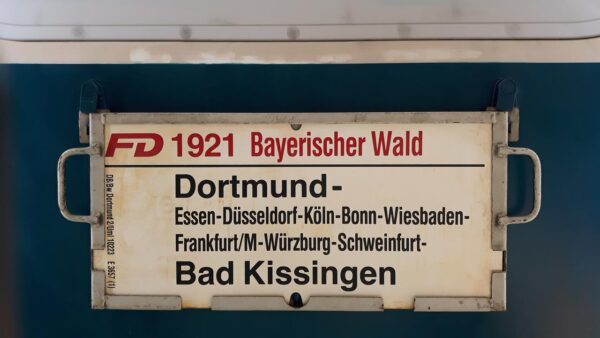 FD 1921 Bayerischer Wald
Dortmund-
Essen-Düsseldorf-Köln-Bonn-Wiesbaden-
Frankfurt/M-Würzburg-Schweinfurt-
Bad Kissingen